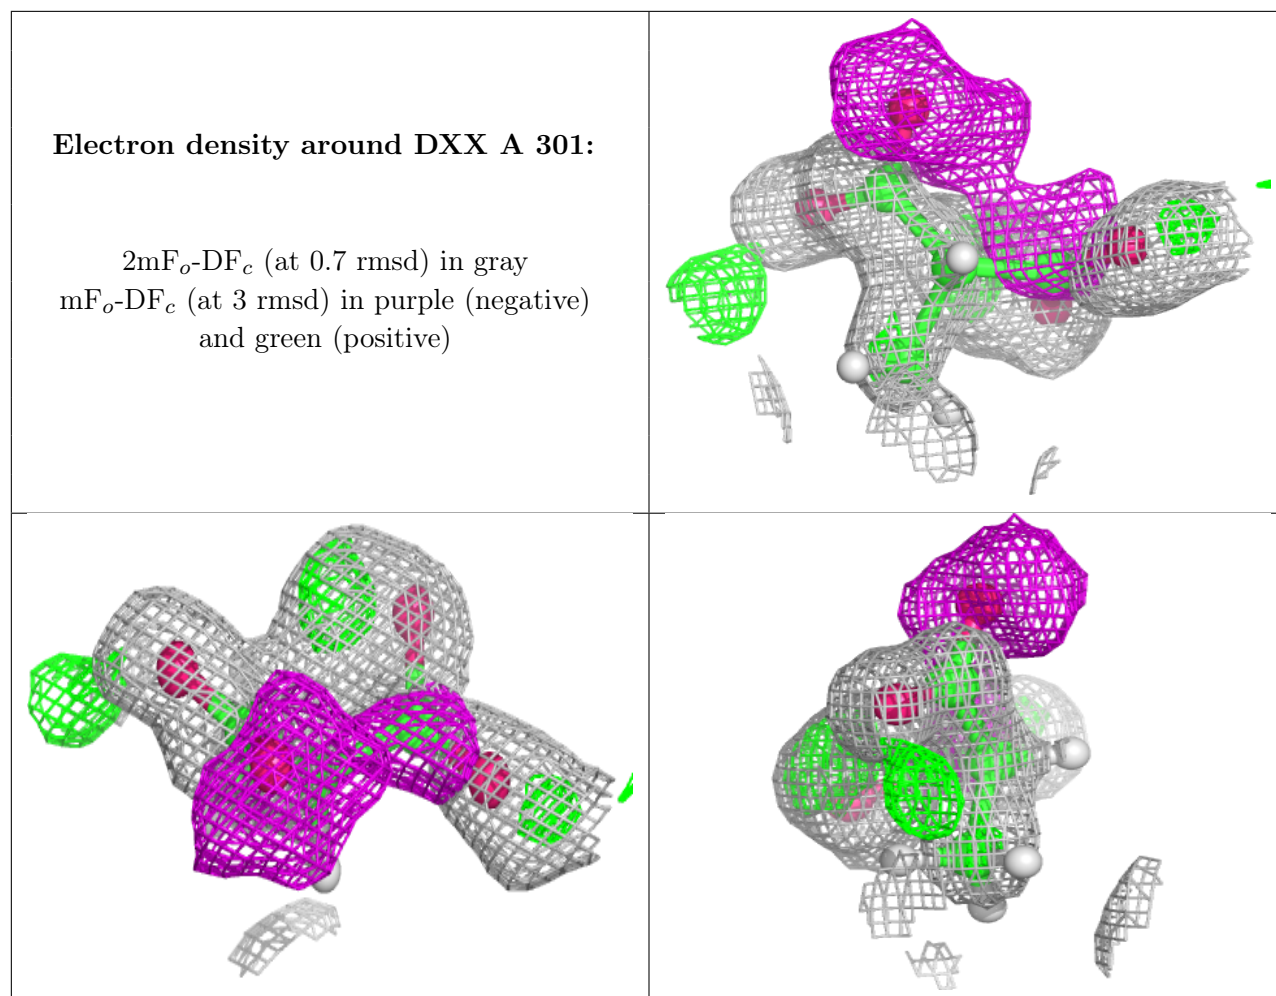 Electron density around DXX A 301:
2mFo-DFc (at 0.7 rmsd) in gray
mFo-DFc (at 3 rmsd) in purple (negative)
and green (positive)